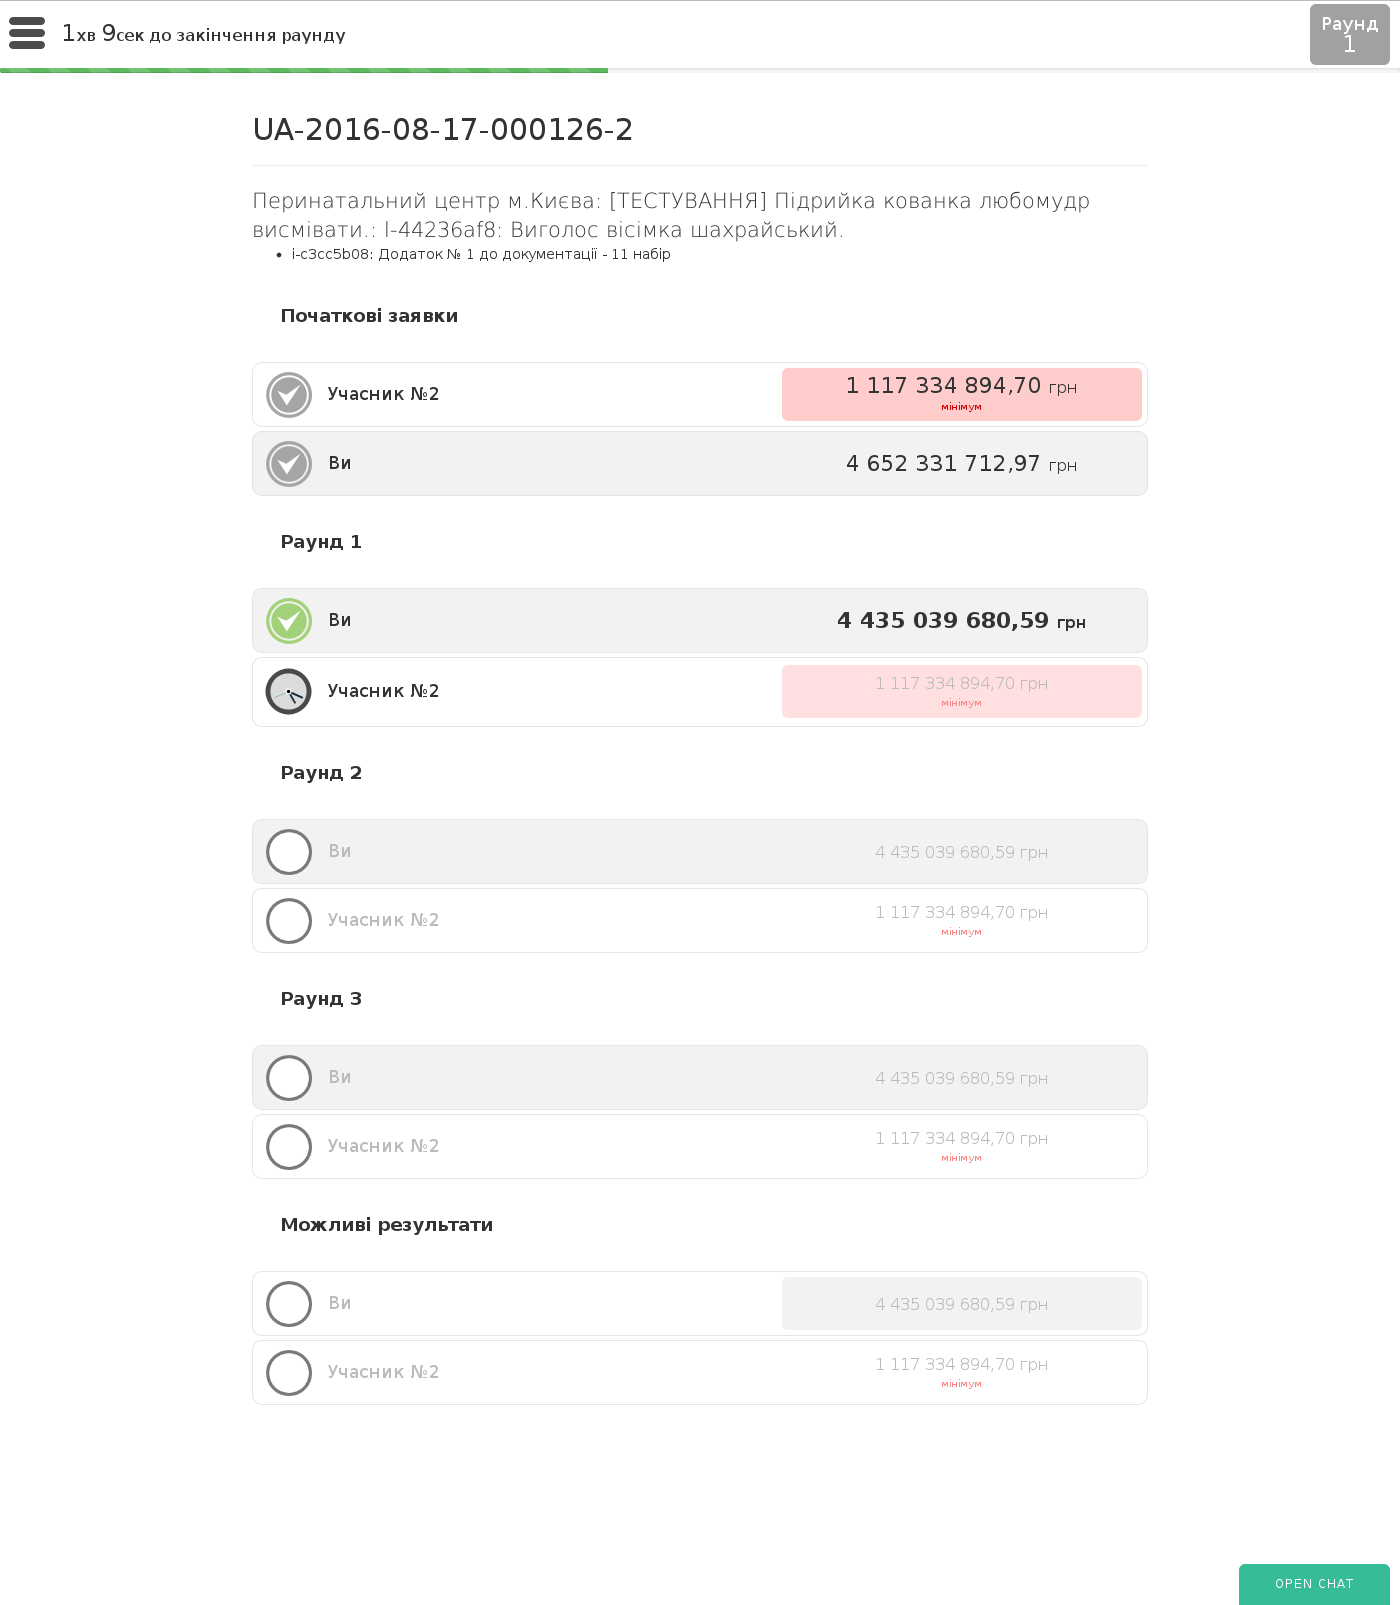 1хв 9сек до закінчення раунду
Раунд
1
UA-2016-08-17-000126-2
Перинатальний центр м.Києва: [ТЕСТУВАННЯ] Підрийка кованка любомудр
висмівати.: l-44236af8: Виголос вісімка шахрайський.
i-c3cc5b08: Додаток № 1 до документації - 11 набір
Початкові заявки
Учасник №2 1 117 334 894,70 грн
мінімум
Ви 4 652 331 712,97 грн
Раунд 1
Ви 4 435 039 680,59 грн
Учасник №2 1 117 334 894,70 грн
мінімум
Раунд 2
Ви 4 435 039 680,59 грн
Учасник №2 1 117 334 894,70 грн
мінімум
Раунд 3
Ви 4 435 039 680,59 грн
Учасник №2 1 117 334 894,70 грн
мінімум
Можливі результати
Ви 4 435 039 680,59 грн
Учасник №2 1 117 334 894,70 грн
мінімум
OPEN CHAT